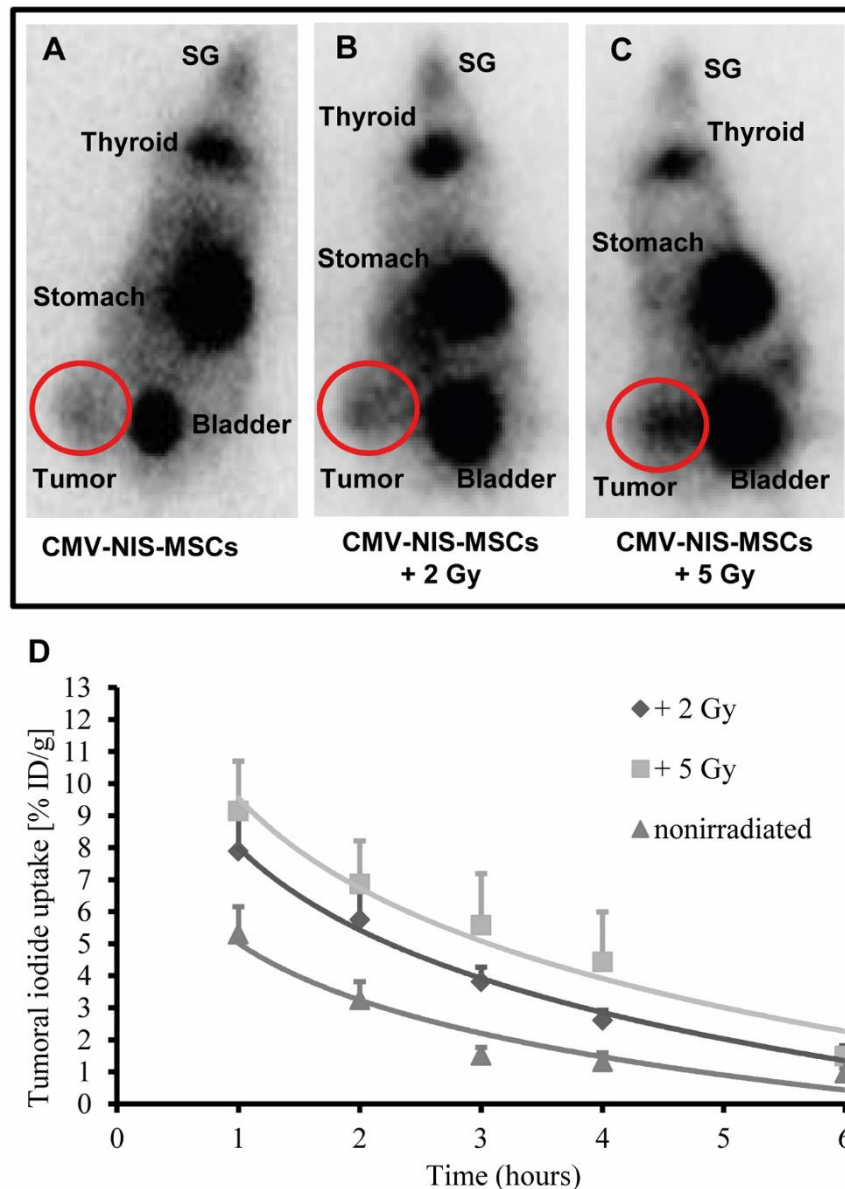 A
SG
Thyroid
Stomach
Bladder
Tumor
CMV-NIS-MSCs
B
SG
Thyroid
Stomach
Bladder
Tumor
CMV-NIS-MSCs
+ 2 Gy
C
SG
Thyroid
Stomach
Tumor
Bladder
CMV-NIS-MSCs
+ 5 Gy
D
Tumoral iodide uptake [% ID/g]
13
12
11
10
9
8
7
6
5
4
3
2
1
0
+ 2 Gy
+ 5 Gy
nonirradiated
0 1 2 3 4 5 6
Time (hours)